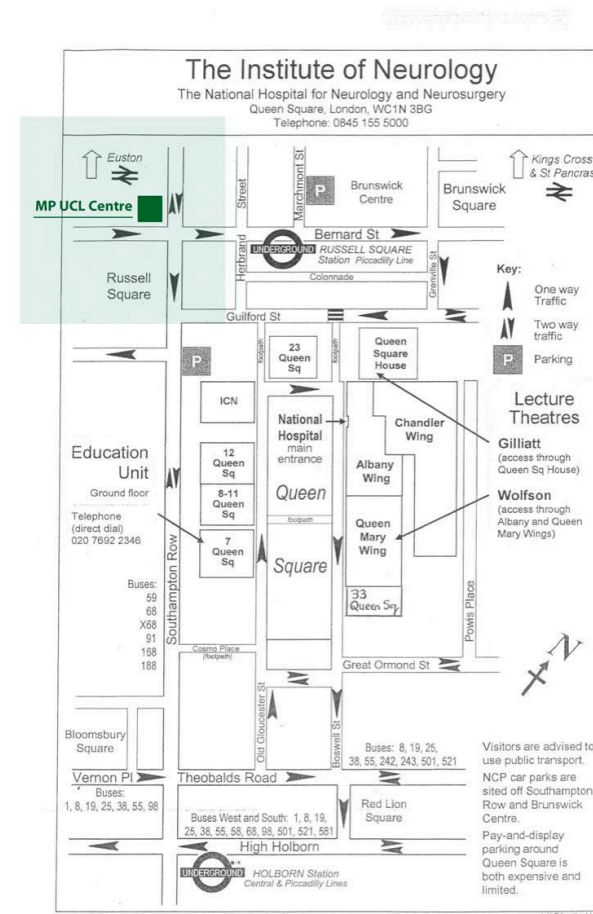 The Institute of Neurology
The National Hospital for Neurology and Neurosurgery
Queen Square, London, WC1N 3BG
Telephone: 0845 155 5000
Euston
MP UCL Centre
Street
Marchmont St
P
Brunswick
Centre
Brunswick
Square
Kings Cross
& St Pancras
Bernard St
UNDERGROUND
RUSSELL SQUARE
Station Piccadilly Line
Herbrand
Colonnade
Grenville St
Russell
Square
Guilford St
Key:
One way
Traffic
Two way
traffic
P
Parking
P
footpath
23
Queen
Sq
footpath
Queen
Square
House
ICN
National
Hospital
main
entrance
Chandler
Wing
Lecture
Theatres
Gilliatt
(access through
Queen Sq House)
Education
Unit
Ground floor
Telephone
(direct dial)
020 7692 2346
12
Queen
Sq
8-11
Queen
Sq
7
Queen
Sq
Queen
footpath
Square
Albany
Wing
Queen
Mary
Wing
33
Queen Sq
Wolfson
(access through
Albany and Queen
Mary Wings)
Southampton Row
Buses:
59
68
X68
91
168
188
Powis Place
Cosmo Place
(footpath)
Great Ormond St
N
Old Gloucester St
Boswell St
Bloomsbury
Square
Buses: 8, 19, 25,
38, 55, 242, 243, 501, 521
Visitors are advised to
use public transport.
NCP car parks are
sited off Southampton
Row and Brunswick
Centre.
Pay-and-display
parking around
Queen Square is
both expensive and
limited.
Vernon Pl
Theobalds Road
Buses:
1, 8, 19, 25, 38, 55, 98
Buses West and South: 1, 8, 19,
25, 38, 55, 58, 68, 98, 501, 521, 581
Red Lion
Square
High Holborn
UNDERGROUND
HOLBORN Station
Central & Piccadilly Lines